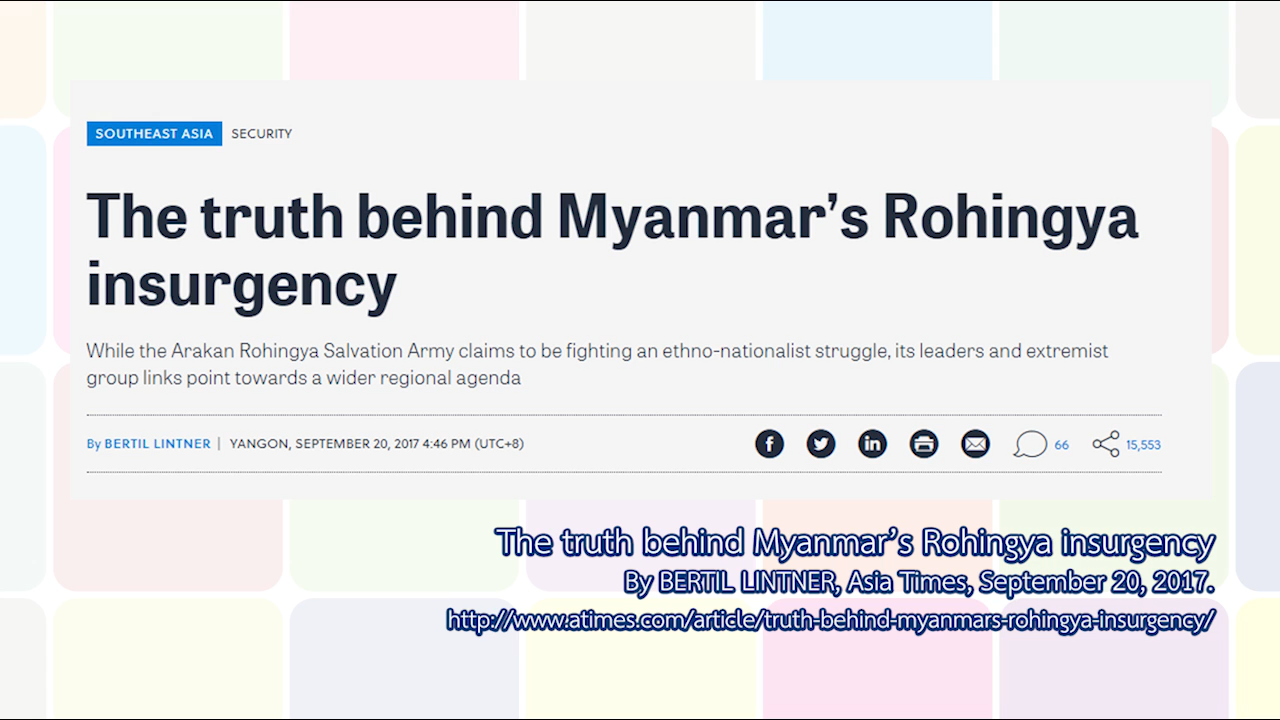 SOUTHEAST ASIA SECURITY
The truth behind Myanmar’s Rohingya
insurgency
While the Arakan Rohingya Salvation Army claims to be fighting an ethno-nationalist struggle, its leaders and extremist
group links point towards a wider regional agenda
By BERTIL LINTNER | YANGON, SEPTEMBER 20, 2017 4:46 PM (UTC+8) 66 15,553
The truth behind Myanmar’s Rohingya insurgency
By BERTIL LINTNER, Asia Times, September 20, 2017.
http://www.atimes.com/article/truth-behind-myanmars-rohingya-insurgency/